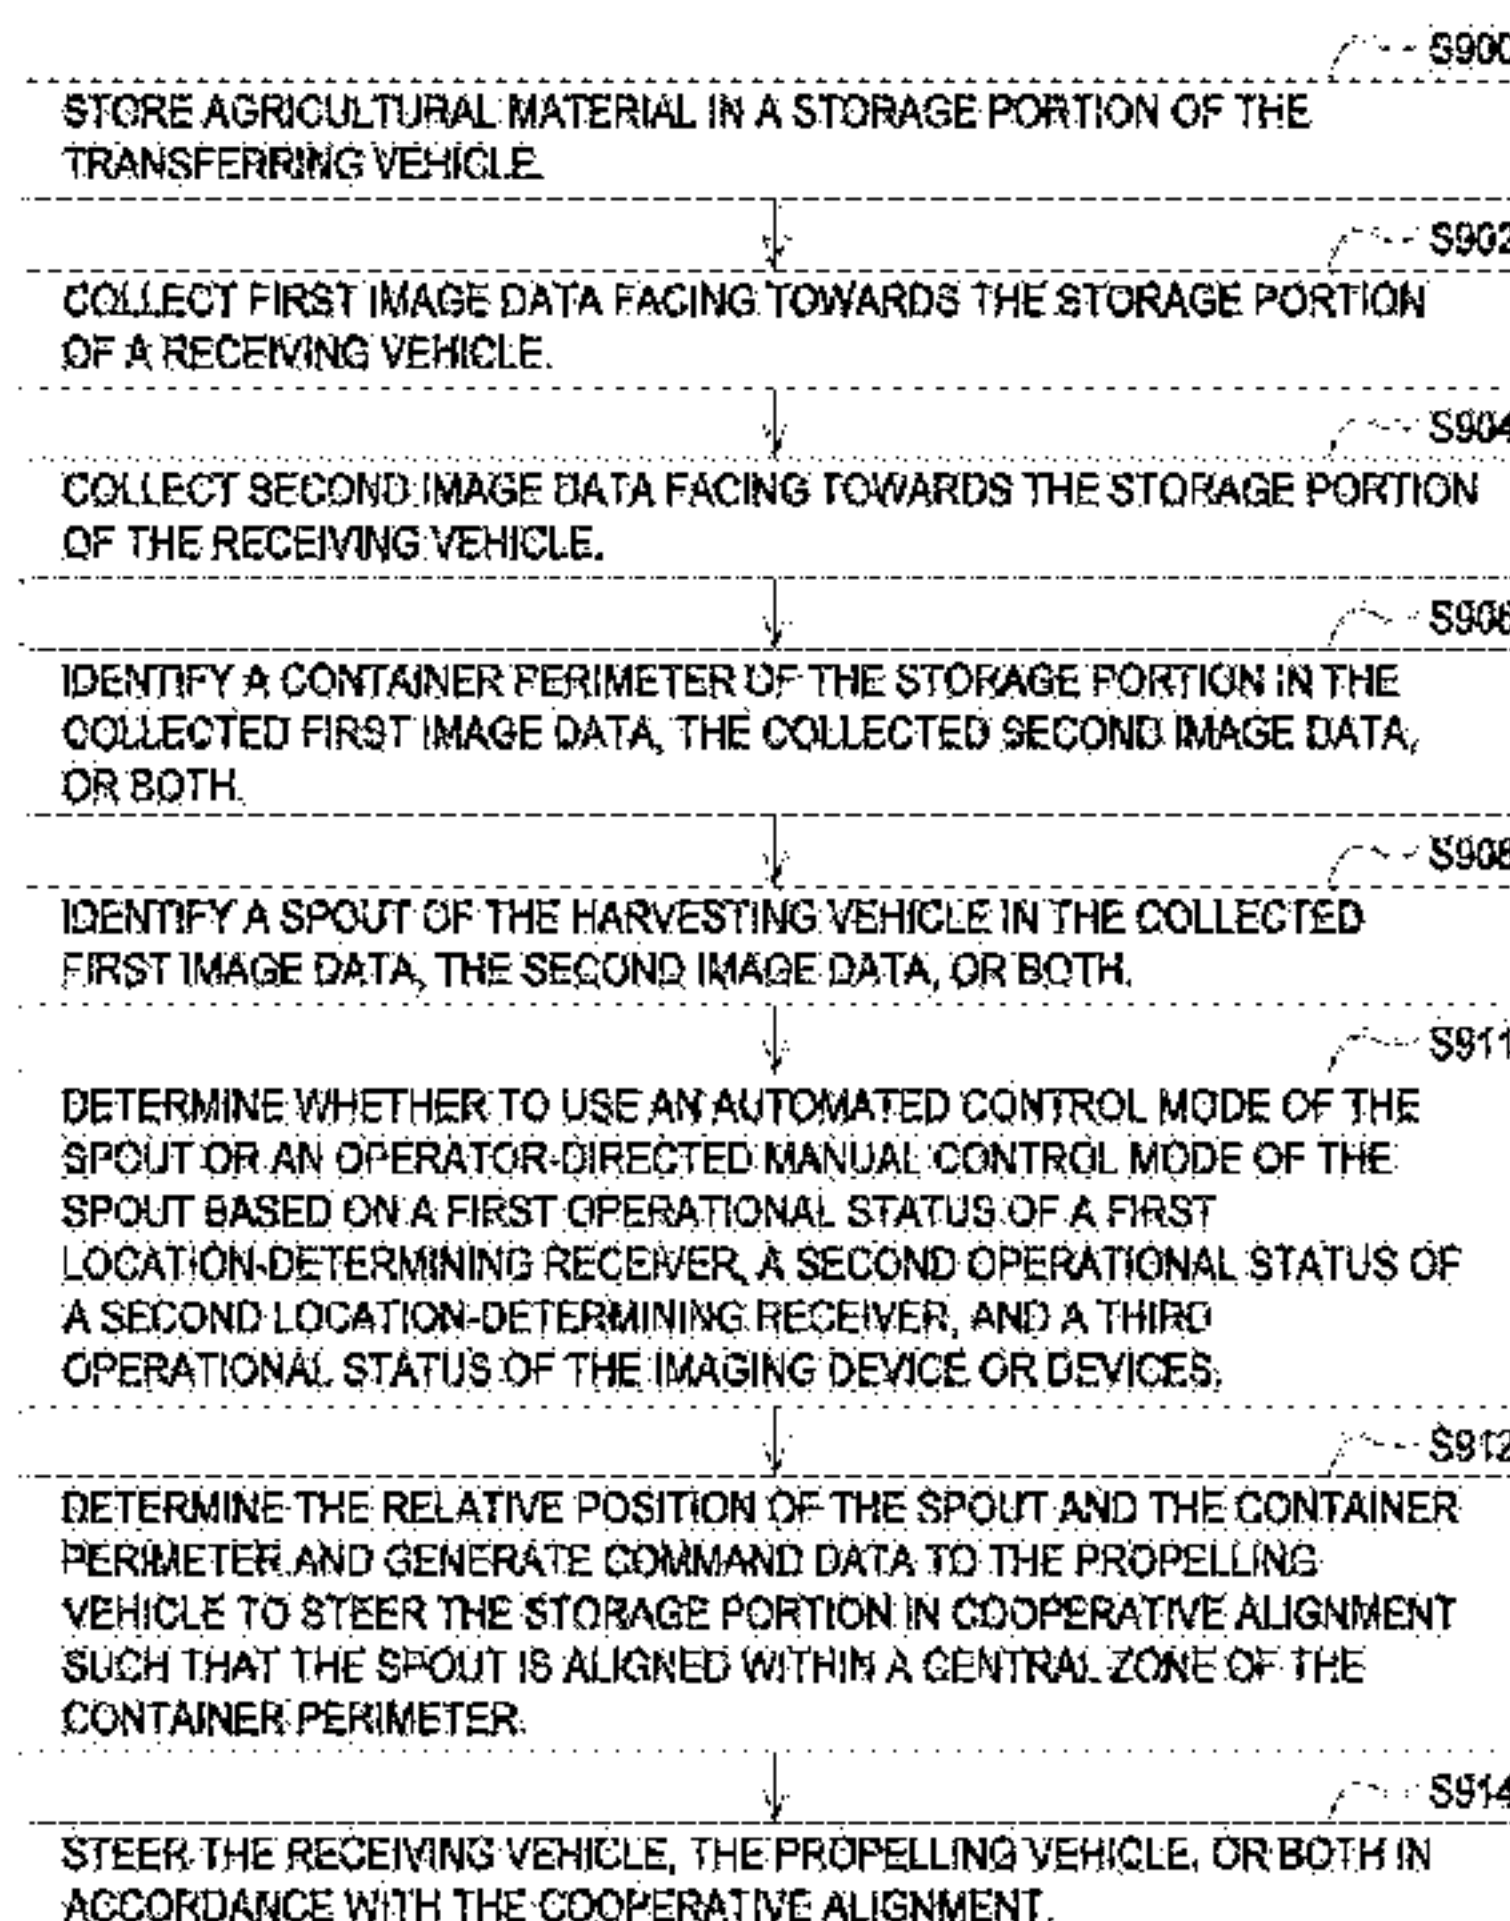 S900
STORE AGRICULTURAL MATERIAL IN A STORAGE PORTION OF THE
TRANSFERRING VEHICLE.
S902
COLLECT FIRST IMAGE DATA FACING TOWARDS THE STORAGE PORTION
OF A RECEIVING VEHICLE.
S904
COLLECT SECOND IMAGE DATA FACING TOWARDS THE STORAGE PORTION
OF THE RECEIVING VEHICLE.
S906
IDENTIFY A CONTAINER PERIMETER OF THE STORAGE PORTION IN THE
COLLECTED FIRST IMAGE DATA, THE COLLECTED SECOND IMAGE DATA,
OR BOTH.
S908
IDENTIFY A SPOUT OF THE HARVESTING VEHICLE IN THE COLLECTED
FIRST IMAGE DATA, THE SECOND IMAGE DATA, OR BOTH.
S911
DETERMINE WHETHER TO USE AN AUTOMATED CONTROL MODE OF THE
SPOUT OR AN OPERATOR-DIRECTED MANUAL CONTROL MODE OF THE
SPOUT BASED ON A FIRST OPERATIONAL STATUS OF A FIRST
LOCATION-DETERMINING RECEIVER, A SECOND OPERATIONAL STATUS OF
A SECOND LOCATION-DETERMINING RECEIVER, AND A THIRD
OPERATIONAL STATUS OF THE IMAGING DEVICE OR DEVICES.
S912
DETERMINE THE RELATIVE POSITION OF THE SPOUT AND THE CONTAINER
PERIMETER AND GENERATE COMMAND DATA TO THE PROPELLING
VEHICLE TO STEER THE STORAGE PORTION IN COOPERATIVE ALIGNMENT
SUCH THAT THE SPOUT IS ALIGNED WITHIN A CENTRAL ZONE OF THE
CONTAINER PERIMETER.
S914
STEER THE RECEIVING VEHICLE, THE PROPELLING VEHICLE, OR BOTH IN
ACCORDANCE WITH THE COOPERATIVE ALIGNMENT.